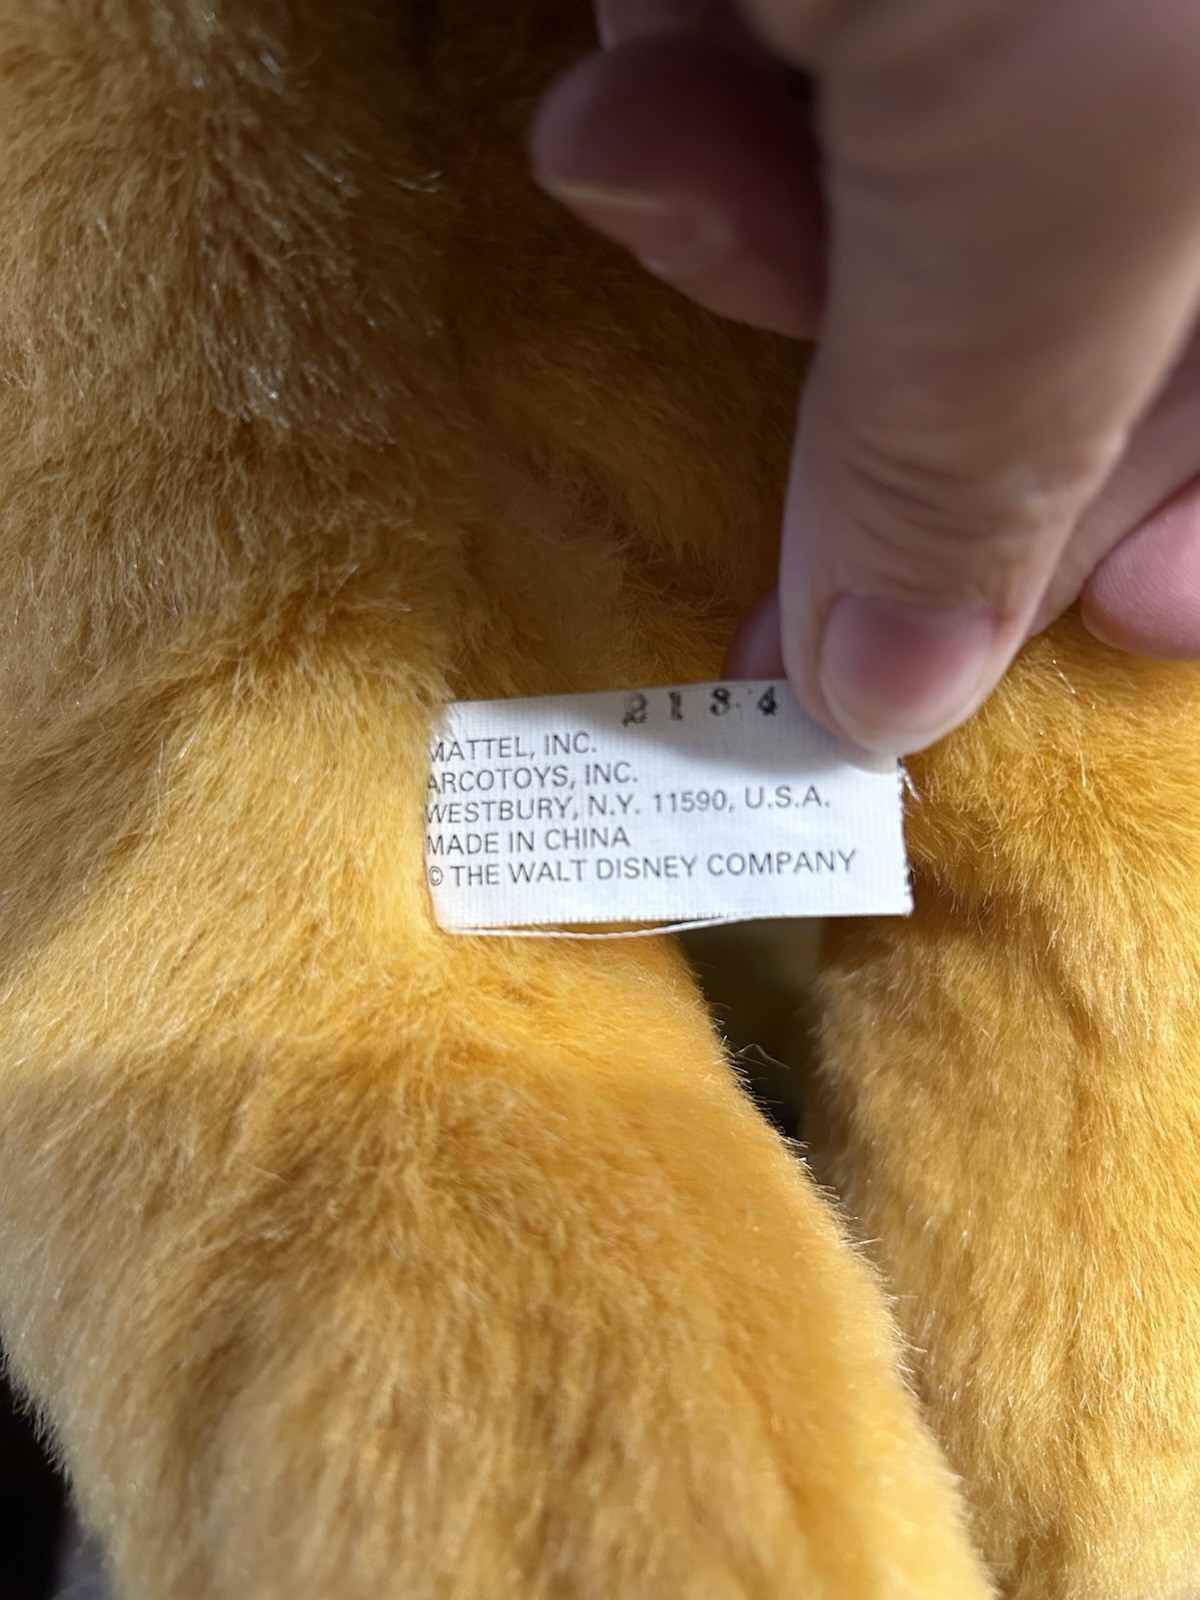 2134
MATTEL, INC.
ARCOTOYS, INC.
WESTBURY, N.Y. 11590, U.S.A.
MADE IN CHINA
© THE WALT DISNEY COMPANY